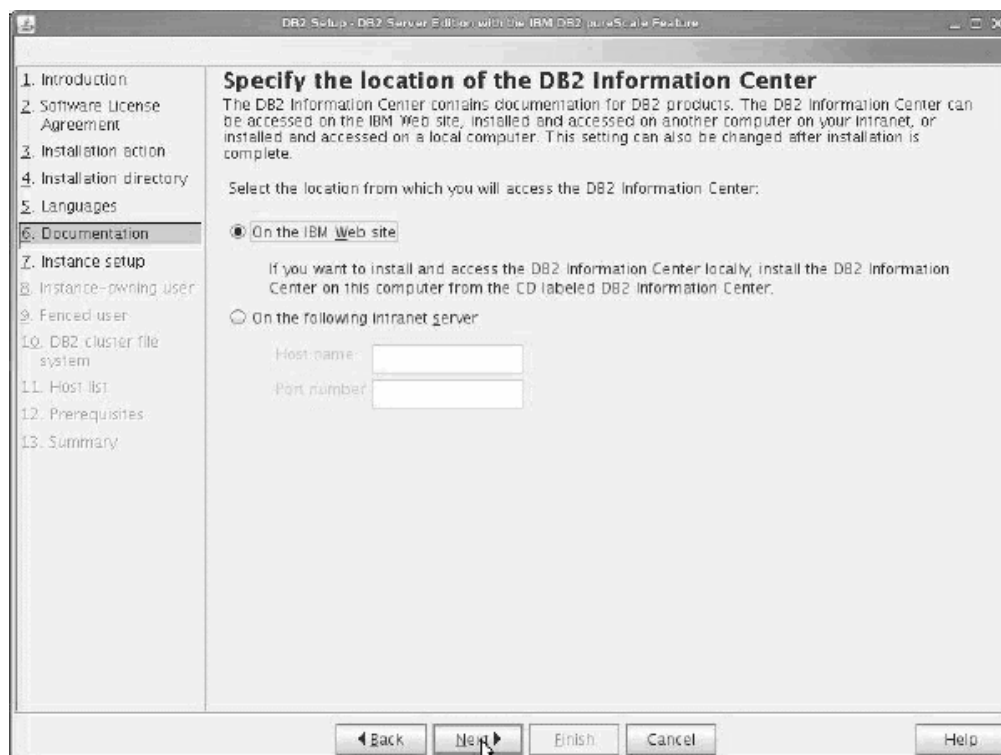 DB2 Setup - DB2 Server Edition with the IBM DB2 pureScale Feature
1. Introduction
2. Software License
Agreement
3. Installation action
4. Installation directory
5. Languages
6. Documentation
7. Instance setup
8. Instance-owning user
9. Fenced user
10. DB2 cluster file
system
11. Host list
12. Prerequisites
13. Summary
Specify the location of the DB2 Information Center
The DB2 Information Center contains documentation for DB2 products. The DB2 Information Center can
be accessed on the IBM Web site, installed and accessed on another computer on your intranet, or
installed and accessed on a local computer. This setting can also be changed after installation is
complete.
Select the location from which you will access the DB2 Information Center:
On the IBM Web site
If you want to install and access the DB2 Information Center locally, install the DB2 Information
Center on this computer from the CD labeled DB2 Information Center.
On the following intranet server
Host name
Port number
Back
Next
Finish
Cancel
Help